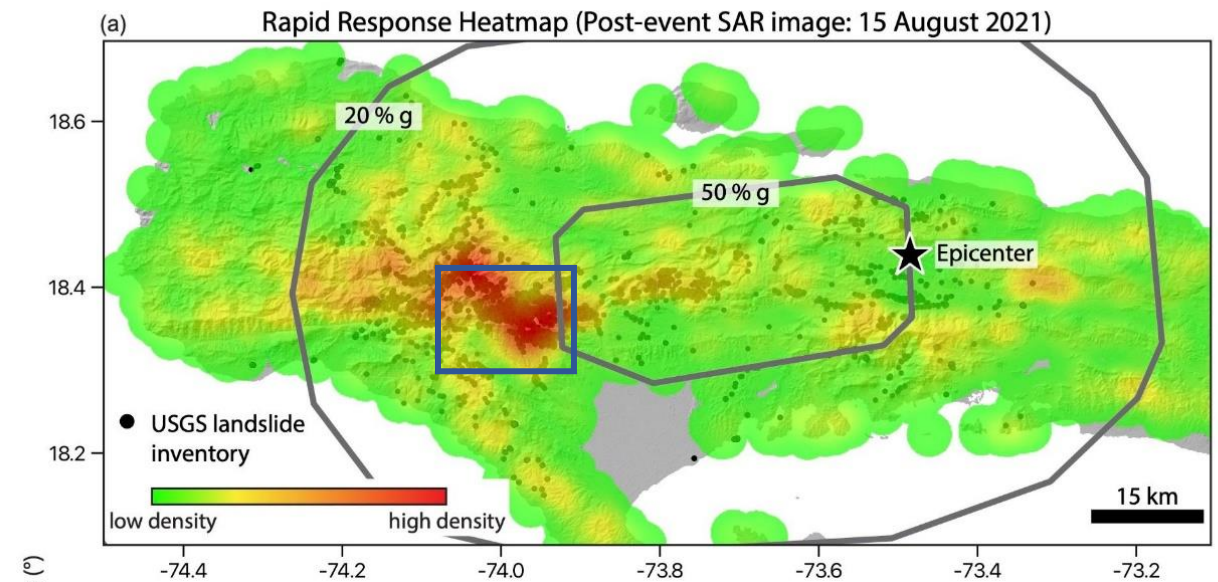 (a) Rapid Response Heatmap (Post-event SAR image: 15 August 2021)
18.6
20 % g
50 % g
Epicenter
18.4
USGS landslide
inventory
18.2
low density high density
15 km
(°)
-74.4 -74.2 -74.0 -73.8 -73.6 -73.4 -73.2